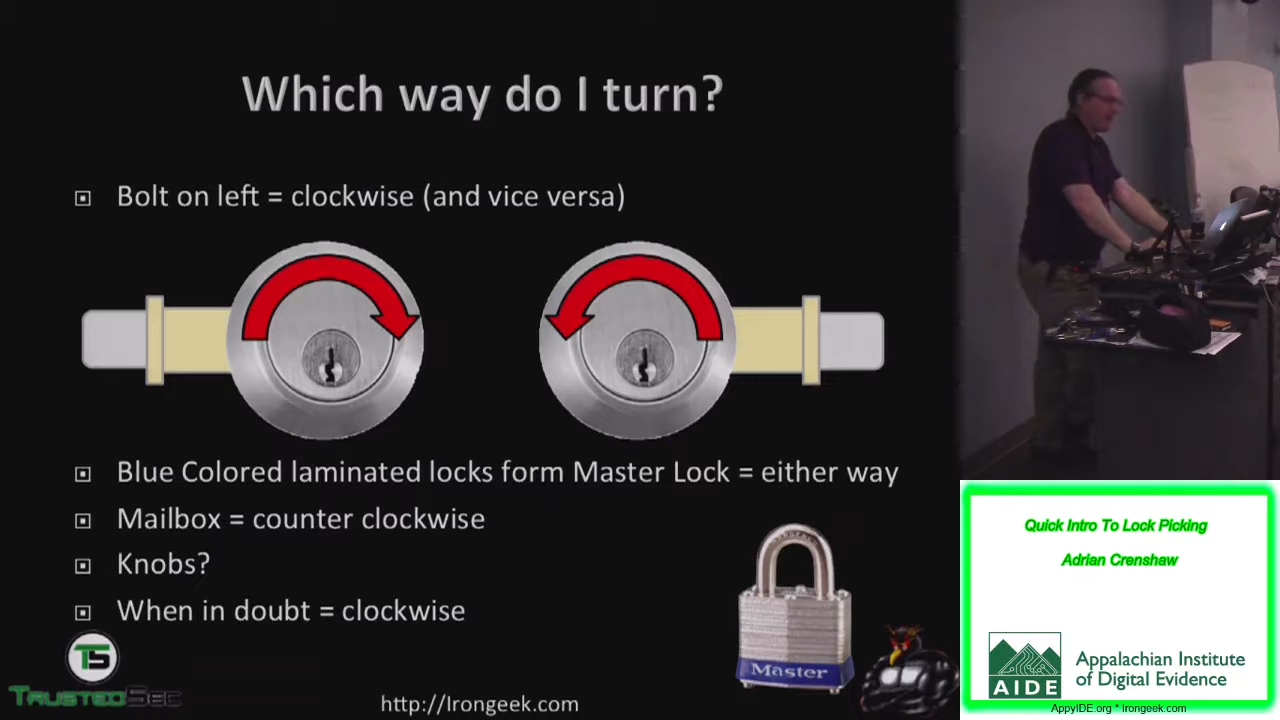 Which way do I turn?
Bolt on left = clockwise (and vice versa)
Blue Colored laminated locks form Master Lock = either way
Mailbox = counter clockwise
Knobs?
When in doubt = clockwise
Master
TS
TRUSTEDSEC
http://Irongeek.com
Quick Intro To Lock Picking
Adrian Crenshaw
AIDE
Appalachian Institute
of Digital Evidence
AppyIDE.org * Irongeek.com